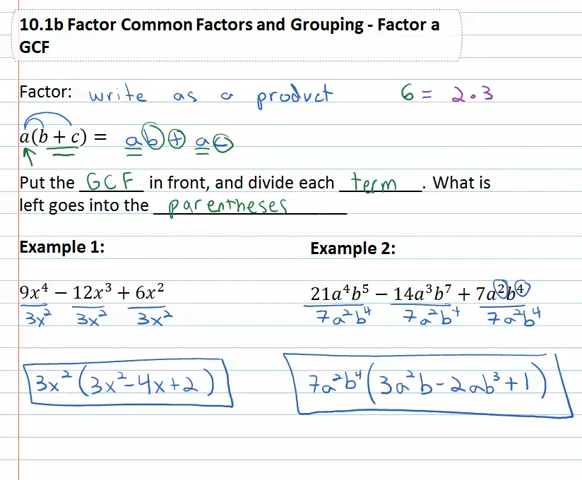 10.1b Factor Common Factors and Grouping - Factor a
GCF
Factor: write as a product 6 = 2·3
a(b + c) = ab + ac
Put the GCF in front, and divide each term. What is
left goes into the parentheses
Example 1: Example 2:
9x⁴ − 12x³ + 6x² 21a⁴b⁵ − 14a³b⁷ + 7a²b⁴
3x² 3x² 3x² 7a²b⁴ 7a²b⁴ 7a²b⁴
3x²(3x²−4x+2) 7a²b⁴(3a²b−2ab³+1)